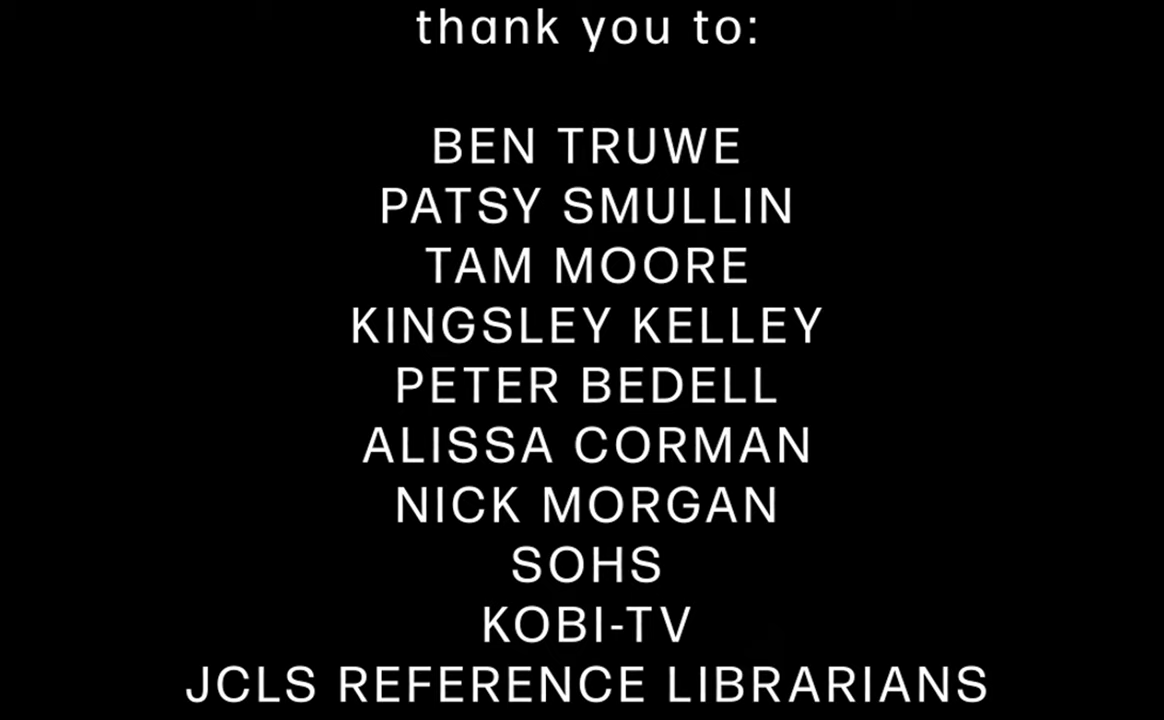 thank you to:
BEN TRUWE
PATSY SMULLIN
TAM MOORE
KINGSLEY KELLEY
PETER BEDELL
ALISSA CORMAN
NICK MORGAN
SOHS
KOBI-TV
JCLS REFERENCE LIBRARIANS